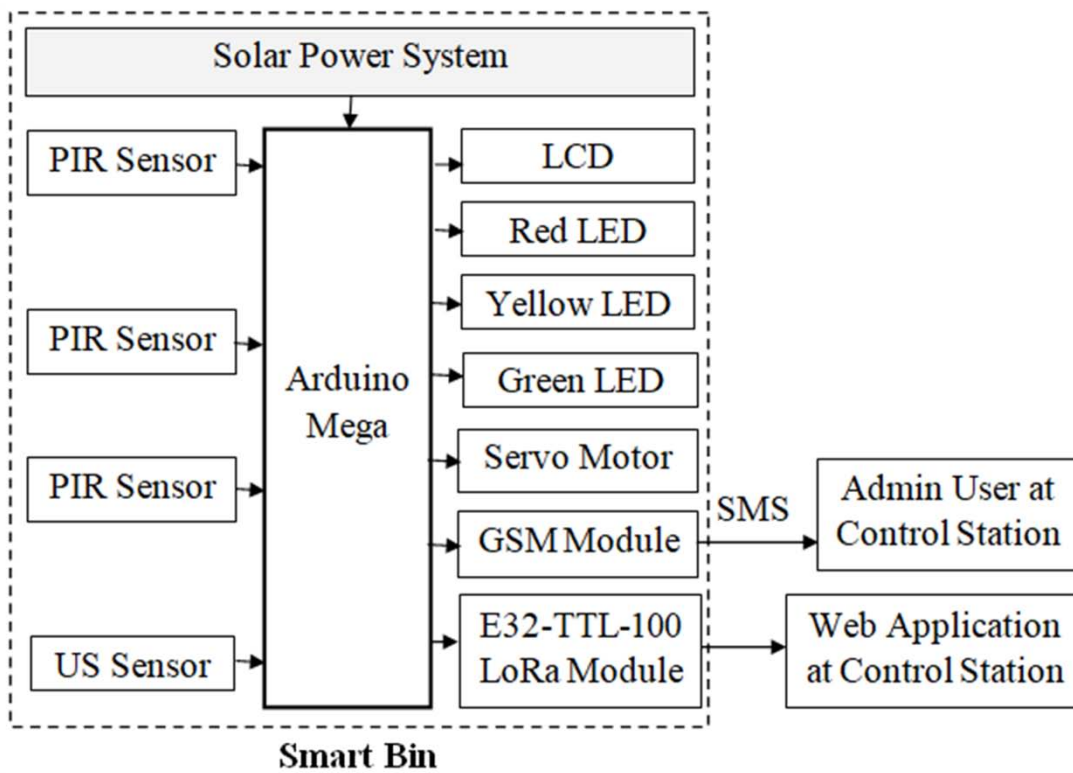 Solar Power System
PIR Sensor
PIR Sensor
PIR Sensor
US Sensor
Arduino
Mega
LCD
Red LED
Yellow LED
Green LED
Servo Motor
GSM Module
E32-TTL-100
LoRa Module
SMS
Admin User at
Control Station
Web Application
at Control Station
Smart Bin